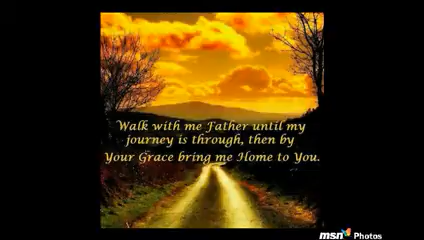 Walk with me Father until my
journey is through, then by
Your Grace bring me Home to You.
msn Photos